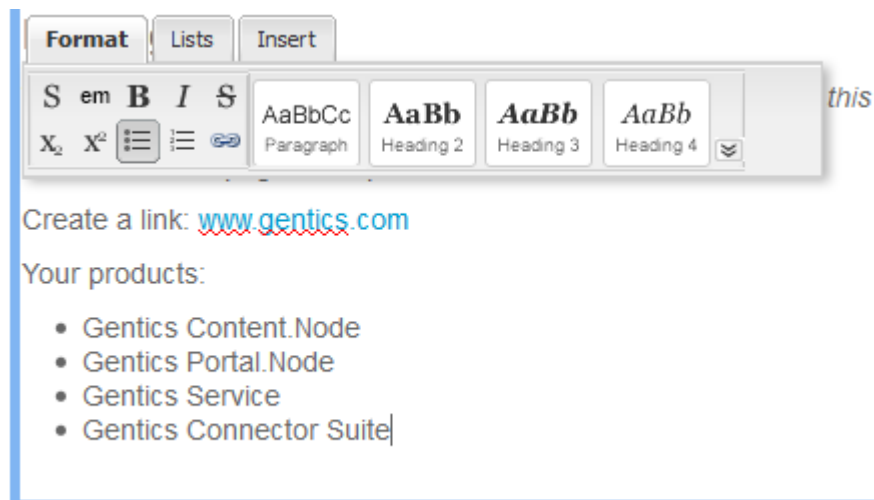 Format Lists Insert
S em B I S
AaBbCc AaBb AaBb AaBb
Paragraph Heading 2 Heading 3 Heading 4
X₂ X²
this
Create a link: www.gentics.com
Your products:
• Gentics Content.Node
• Gentics Portal.Node
• Gentics Service
• Gentics Connector Suite